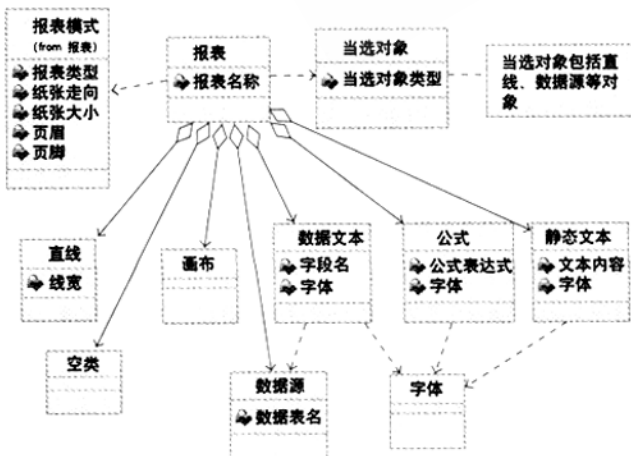 报表模式
(from 报表)
报表类型
纸张走向
纸张大小
页眉
页脚
报表
报表名称
当选对象
当选对象类型
当选对象包括直
线、数据源等对
象
直线
线宽
画布
数据文本
字段名
字体
公式
公式表达式
字体
静态文本
文本内容
字体
空类
数据源
数据表名
字体